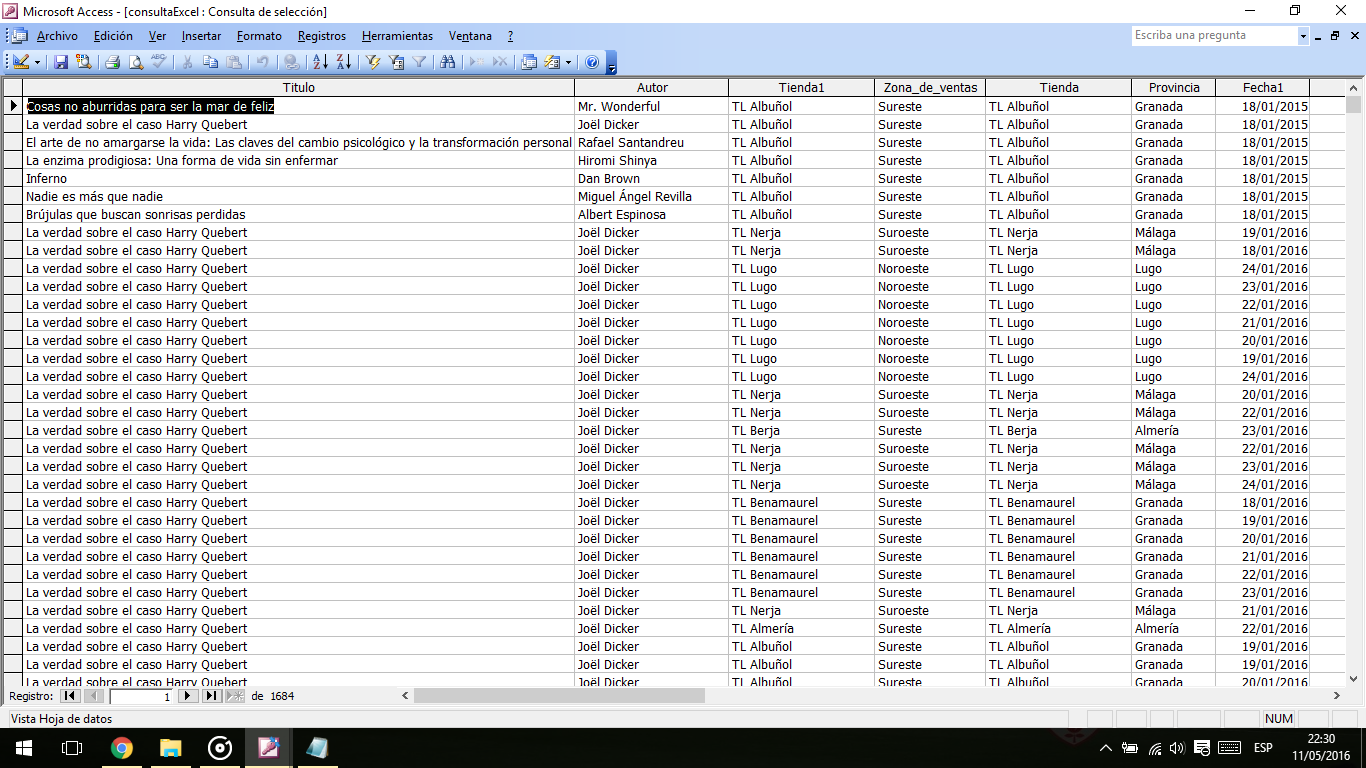 Microsoft Access - [consultaExcel : Consulta de selección]
Archivo Edición Ver Insertar Formato Registros Herramientas Ventana ? Escriba una pregunta
Titulo Autor Tienda1 Zona_de_ventas Tienda Provincia Fecha1
Cosas no aburridas para ser la mar de feliz Mr. Wonderful TL Albuñol Sureste TL Albuñol Granada 18/01/2015
La verdad sobre el caso Harry Quebert Joël Dicker TL Albuñol Sureste TL Albuñol Granada 18/01/2015
El arte de no amargarse la vida: Las claves del cambio psicológico y la transformación personal Rafael Santandreu TL Albuñol Sureste TL Albuñol Granada 18/01/2015
La enzima prodigiosa: Una forma de vida sin enfermar Hiromi Shinya TL Albuñol Sureste TL Albuñol Granada 18/01/2015
Inferno Dan Brown TL Albuñol Sureste TL Albuñol Granada 18/01/2015
Nadie es más que nadie Miguel Ángel Revilla TL Albuñol Sureste TL Albuñol Granada 18/01/2015
Brújulas que buscan sonrisas perdidas Albert Espinosa TL Albuñol Sureste TL Albuñol Granada 18/01/2015
La verdad sobre el caso Harry Quebert Joël Dicker TL Nerja Suroeste TL Nerja Málaga 19/01/2016
La verdad sobre el caso Harry Quebert Joël Dicker TL Nerja Suroeste TL Nerja Málaga 18/01/2016
La verdad sobre el caso Harry Quebert Joël Dicker TL Lugo Noroeste TL Lugo Lugo 24/01/2016
La verdad sobre el caso Harry Quebert Joël Dicker TL Lugo Noroeste TL Lugo Lugo 23/01/2016
La verdad sobre el caso Harry Quebert Joël Dicker TL Lugo Noroeste TL Lugo Lugo 22/01/2016
La verdad sobre el caso Harry Quebert Joël Dicker TL Lugo Noroeste TL Lugo Lugo 21/01/2016
La verdad sobre el caso Harry Quebert Joël Dicker TL Lugo Noroeste TL Lugo Lugo 20/01/2016
La verdad sobre el caso Harry Quebert Joël Dicker TL Lugo Noroeste TL Lugo Lugo 19/01/2016
La verdad sobre el caso Harry Quebert Joël Dicker TL Lugo Noroeste TL Lugo Lugo 24/01/2016
La verdad sobre el caso Harry Quebert Joël Dicker TL Nerja Suroeste TL Nerja Málaga 20/01/2016
La verdad sobre el caso Harry Quebert Joël Dicker TL Nerja Suroeste TL Nerja Málaga 22/01/2016
La verdad sobre el caso Harry Quebert Joël Dicker TL Berja Sureste TL Berja Almería 23/01/2016
La verdad sobre el caso Harry Quebert Joël Dicker TL Nerja Suroeste TL Nerja Málaga 22/01/2016
La verdad sobre el caso Harry Quebert Joël Dicker TL Nerja Suroeste TL Nerja Málaga 23/01/2016
La verdad sobre el caso Harry Quebert Joël Dicker TL Nerja Suroeste TL Nerja Málaga 24/01/2016
La verdad sobre el caso Harry Quebert Joël Dicker TL Benamaurel Sureste TL Benamaurel Granada 18/01/2016
La verdad sobre el caso Harry Quebert Joël Dicker TL Benamaurel Sureste TL Benamaurel Granada 19/01/2016
La verdad sobre el caso Harry Quebert Joël Dicker TL Benamaurel Sureste TL Benamaurel Granada 20/01/2016
La verdad sobre el caso Harry Quebert Joël Dicker TL Benamaurel Sureste TL Benamaurel Granada 21/01/2016
La verdad sobre el caso Harry Quebert Joël Dicker TL Benamaurel Sureste TL Benamaurel Granada 22/01/2016
La verdad sobre el caso Harry Quebert Joël Dicker TL Benamaurel Sureste TL Benamaurel Granada 23/01/2016
La verdad sobre el caso Harry Quebert Joël Dicker TL Nerja Suroeste TL Nerja Málaga 21/01/2016
La verdad sobre el caso Harry Quebert Joël Dicker TL Almería Sureste TL Almería Almería 22/01/2016
La verdad sobre el caso Harry Quebert Joël Dicker TL Albuñol Sureste TL Albuñol Granada 19/01/2016
La verdad sobre el caso Harry Quebert Joël Dicker TL Albuñol Sureste TL Albuñol Granada 19/01/2016
La verdad sobre el caso Harry Quebert Joël Dicker TL Albuñol Sureste TL Albuñol Granada 20/01/2016
Registro: 1 de 1684
Vista Hoja de datos NUM
ESP 22:30
11/05/2016